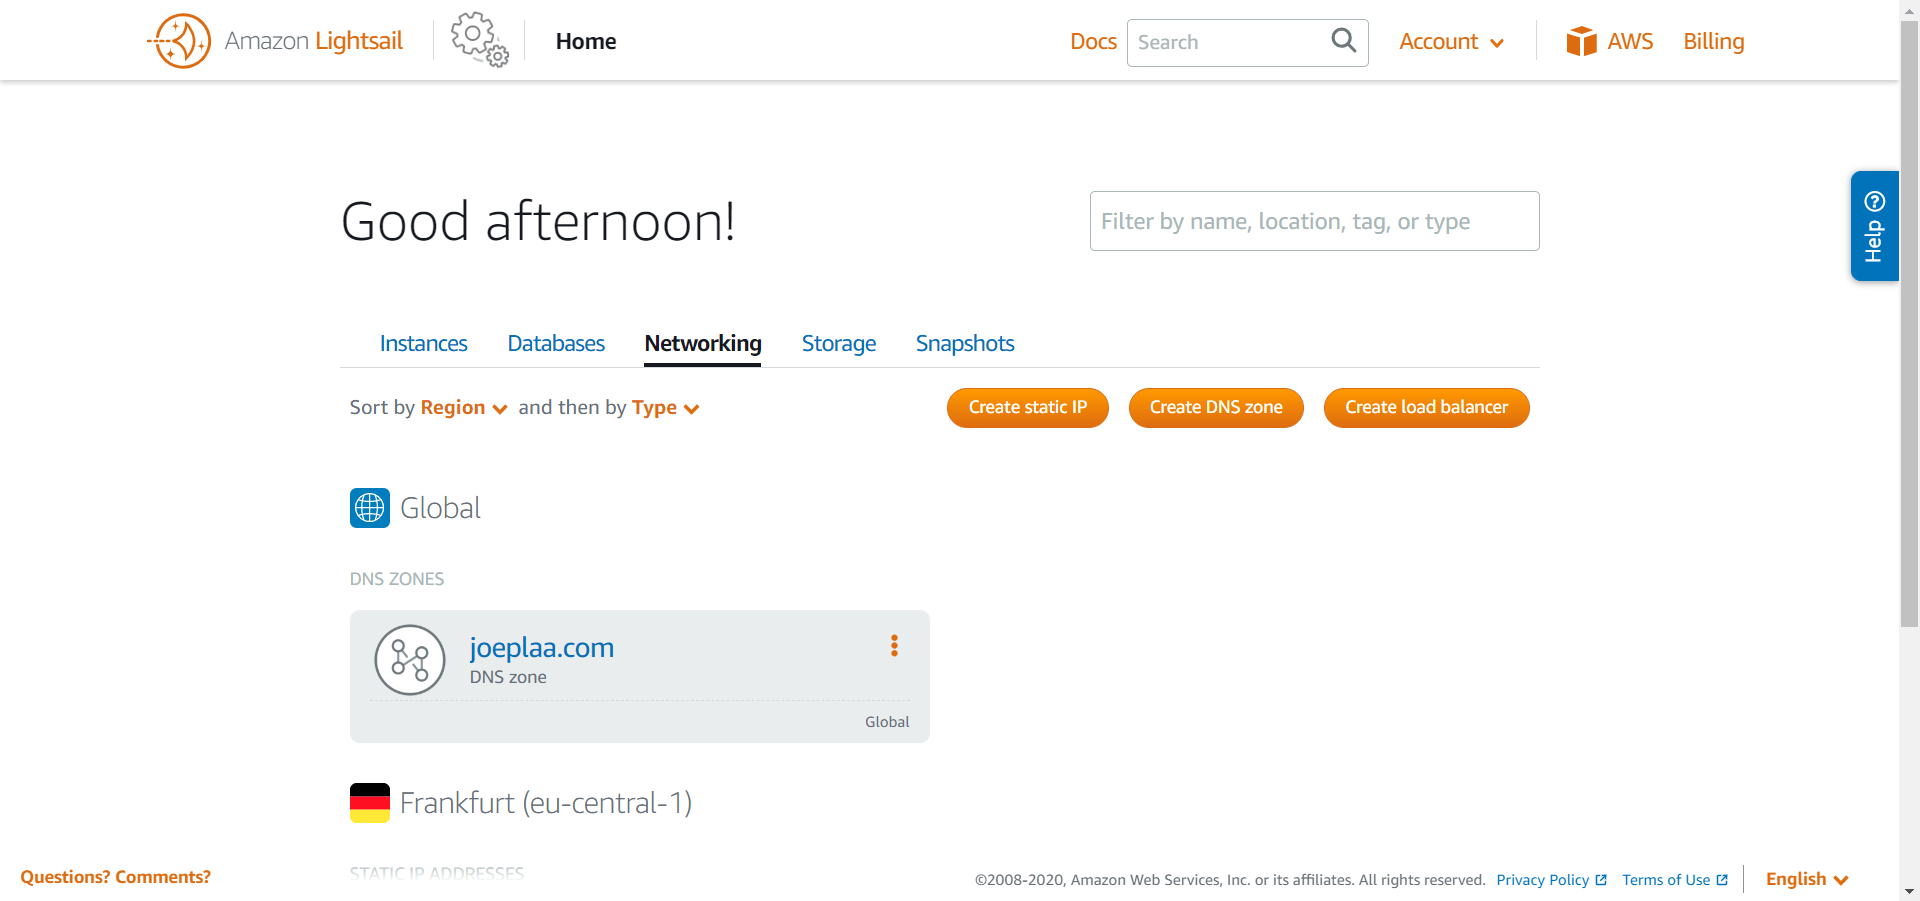 Amazon Lightsail
Home
Docs
Search
Account
AWS
Billing
Good afternoon!
Filter by name, location, tag, or type
Help
Instances
Databases
Networking
Storage
Snapshots
Sort by Region and then by Type
Create static IP
Create DNS zone
Create load balancer
Global
DNS ZONES
joeplaa.com
DNS zone
Global
Frankfurt (eu-central-1)
STATIC IP ADDRESSES
Questions? Comments?
©2008-2020, Amazon Web Services, Inc. or its affiliates. All rights reserved.
Privacy Policy
Terms of Use
English